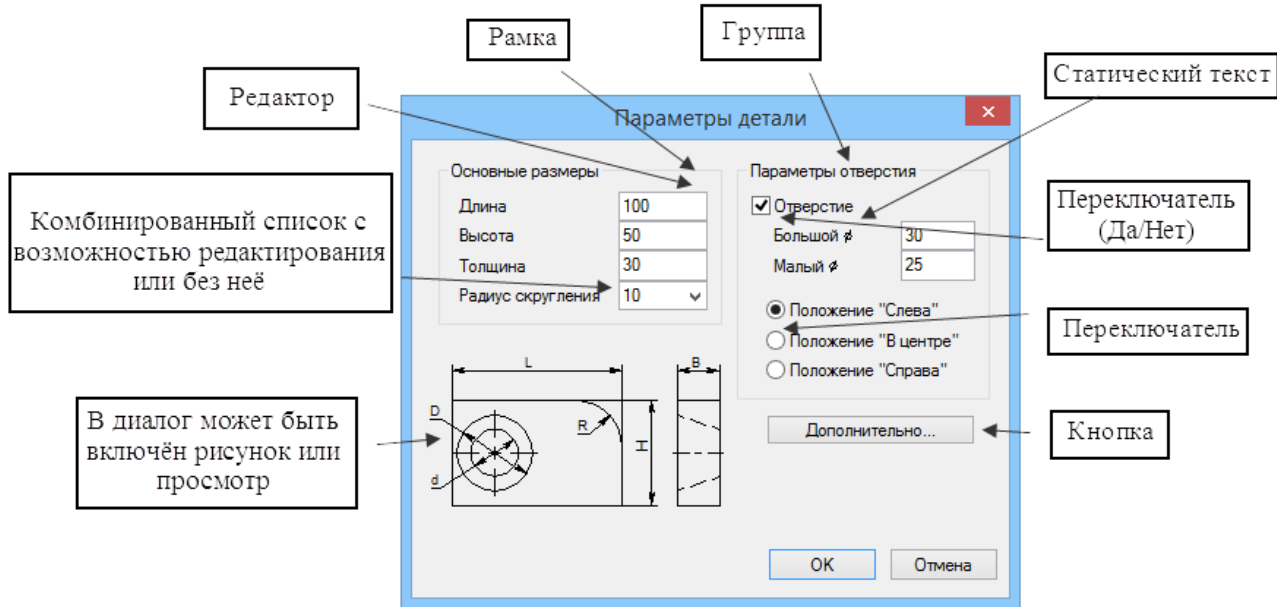 Рамка
Группа
Редактор
Статический текст
Комбинированный список с
возможностью редактирования
или без неё
Переключатель
(Да/Нет)
Переключатель
В диалог может быть
включён рисунок или
просмотр
Кнопка
Параметры детали
Основные размеры
Длина 100
Высота 50
Толщина 30
Радиус скругления 10
Параметры отверстия
Отверстие
Большой ⌀ 30
Малый ⌀ 25
Положение "Слева"
Положение "В центре"
Положение "Справа"
Дополнительно...
L
B
D
R
H
d
OK
Отмена